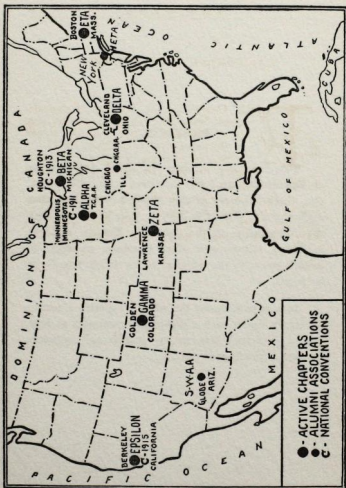 DOMINION OF CANADA
HOUGHTON
C-1913
BETA
MICHIGAN
MINNEAPOLIS
MINNESOTA
C-1911
ALPHA
T.C.A.A.
BOSTON
ETA
MASS.
New York
CLEVELAND
C-
DELTA
OHIO
CHICAGO
ILL.
LAWRENCE
ZETA
KANSAS
GOLDEN
GAMMA
COLORADO
BERKELEY
EPSILON
C-1915
CALIFORNIA
S-W-A-A
GLOBE
ARIZ.
PACIFIC OCEAN
ATLANTIC
OCEAN
MEXICO
GULF OF MEXICO
CUBA
- ACTIVE CHAPTERS
- ALUMNI ASSOCIATIONS
C - NATIONAL CONVENTIONS